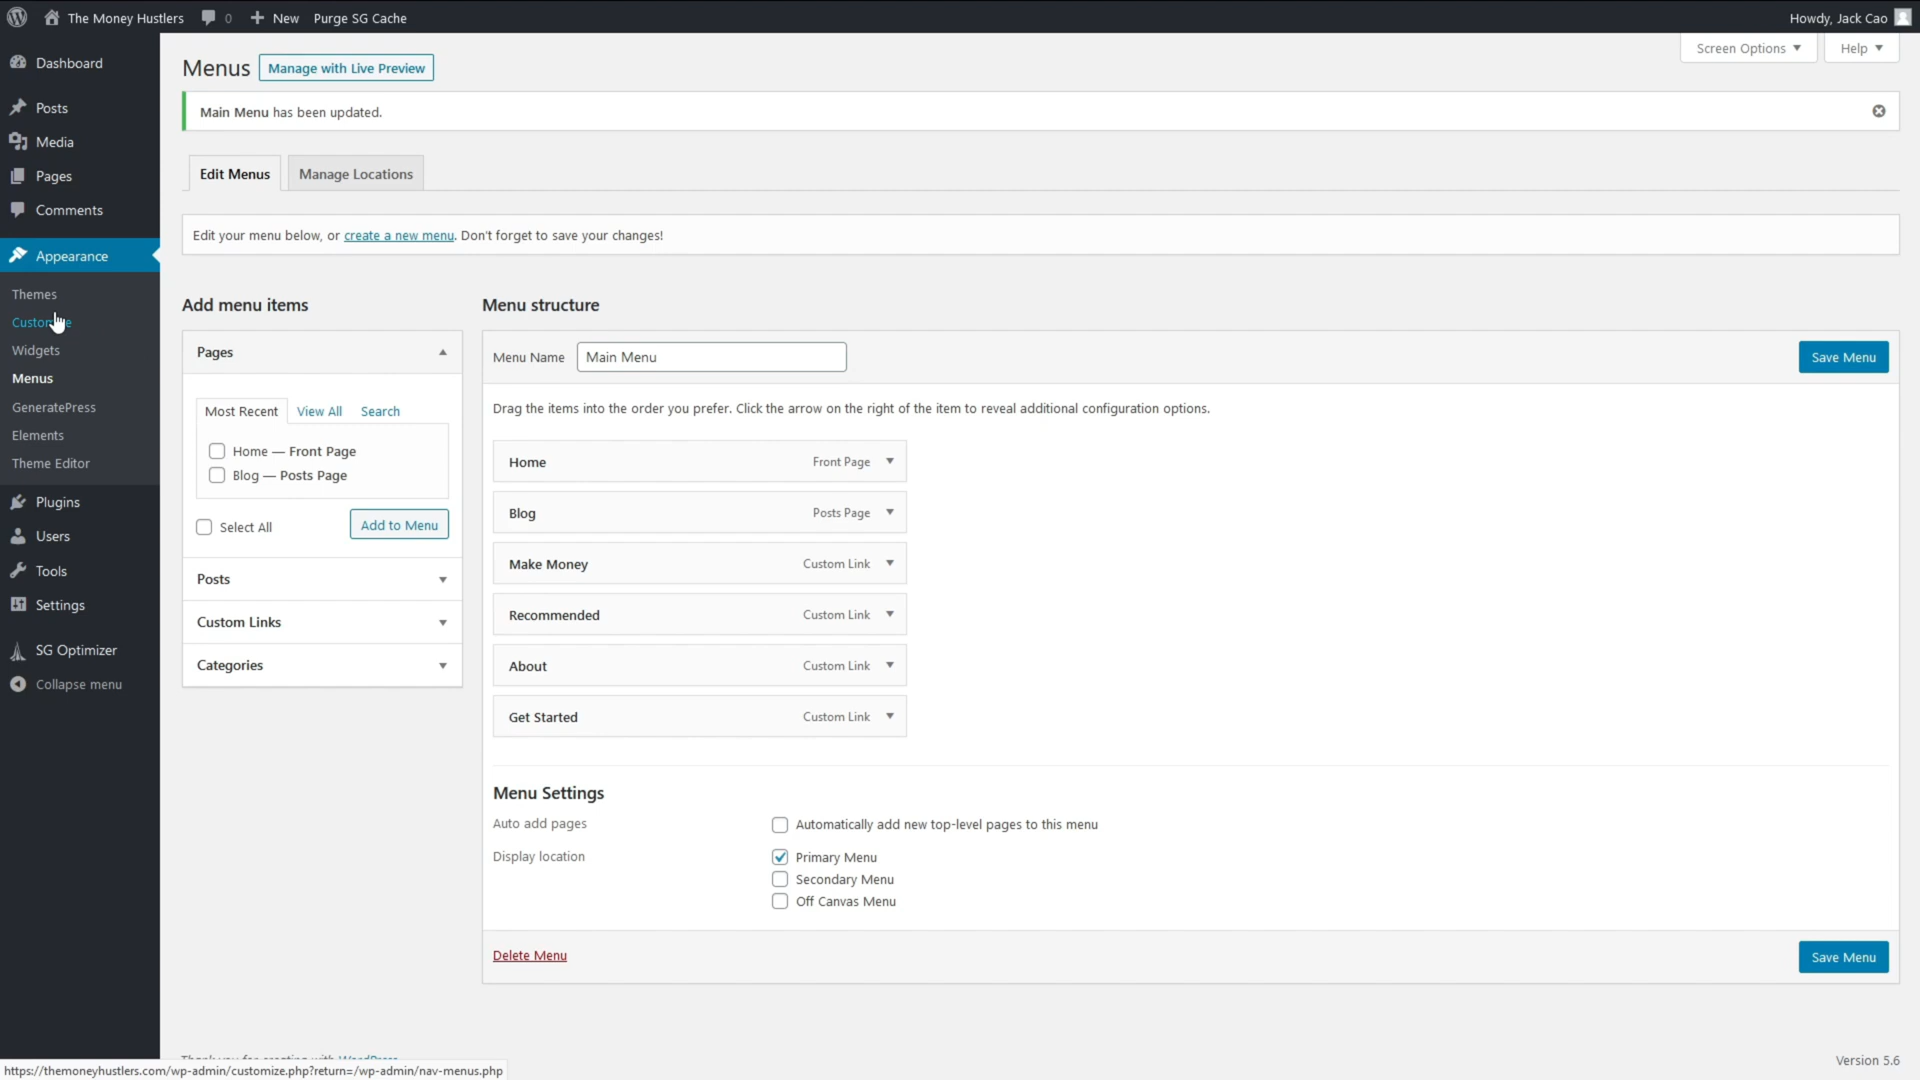 The Money Hustlers 0 New Purge SG Cache Howdy, Jack Cao
Screen Options Help
Dashboard
Posts
Media
Pages
Comments
Appearance
Themes
Widgets
Menus
GeneratePress
Elements
Theme Editor
Plugins
Users
Tools
Settings
SG Optimizer
Collapse menu
Menus Manage with Live Preview
Main Menu has been updated.
Edit Menus Manage Locations
Edit your menu below, or create a new menu. Don't forget to save your changes!
Add menu items
Pages
Most Recent View All Search
Home — Front Page
Blog — Posts Page
Select All Add to Menu
Posts
Custom Links
Categories
Menu structure
Menu Name Main Menu Save Menu
Drag the items into the order you prefer. Click the arrow on the right of the item to reveal additional configuration options.
Home Front Page
Blog Posts Page
Make Money Custom Link
Recommended Custom Link
About Custom Link
Get Started Custom Link
Menu Settings
Auto add pages Automatically add new top-level pages to this menu
Display location Primary Menu
Secondary Menu
Off Canvas Menu
Delete Menu Save Menu
Version 5.6
https://themoneyhustlers.com/wp-admin/customize.php?return=/wp-admin/nav-menus.php